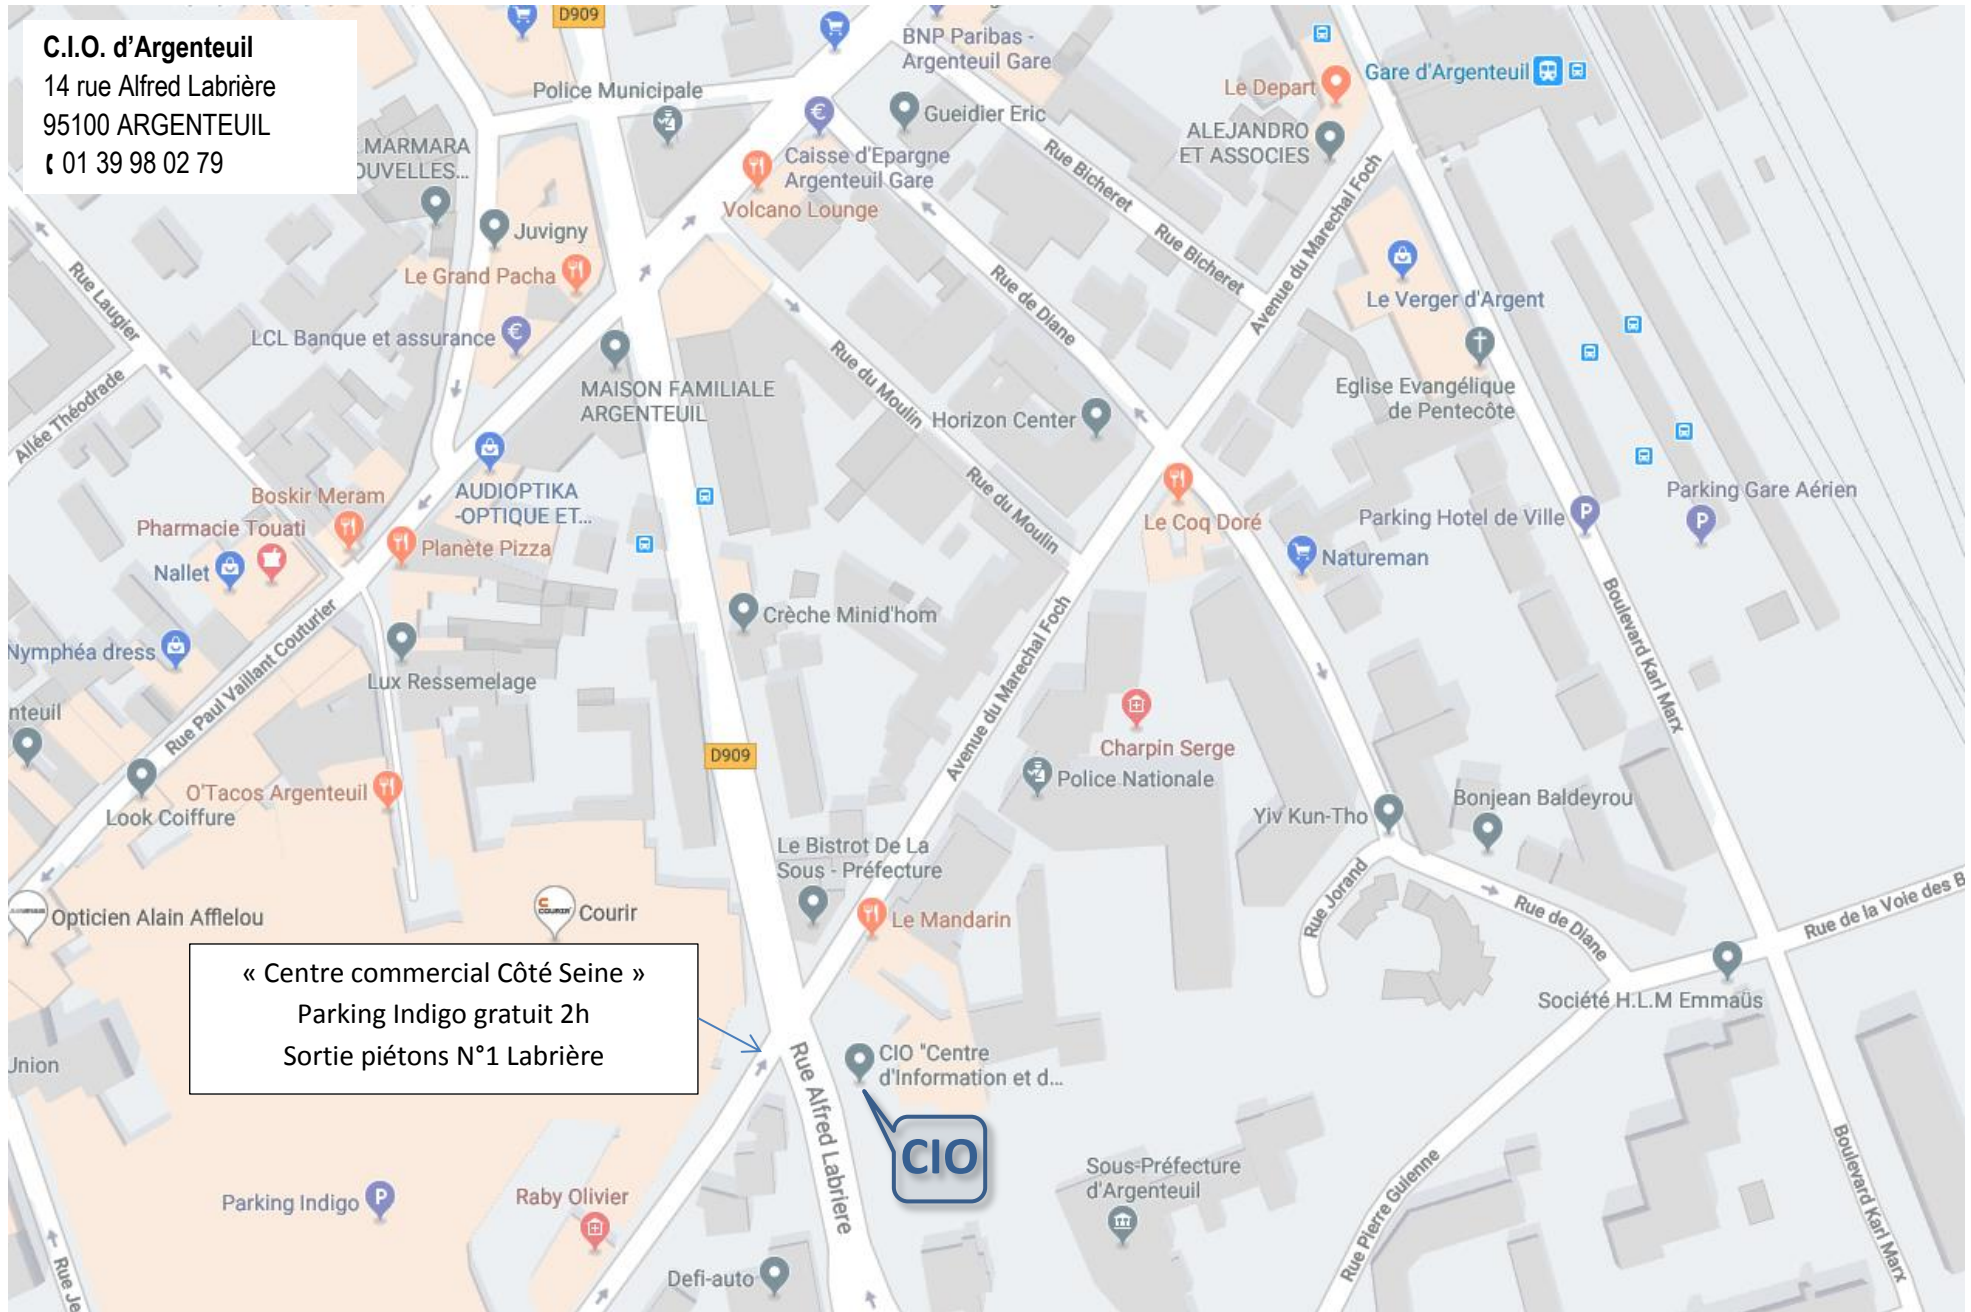 C.I.O. d'Argenteuil
14 rue Alfred Labrière
95100 ARGENTEUIL
01 39 98 02 79
D909
BNP Paribas -
Argenteuil Gare
Gare d'Argenteuil
Police Municipale
Le Depart
Gueidier Eric
ALEJANDRO
ET ASSOCIES
MARMARA
OUVELLES...
Caisse d'Epargne
Argenteuil Gare
Volcano Lounge
Rue Bicheret
Rue Bicheret
Avenue du Marechal Foch
Juvigny
Le Grand Pacha
Rue Laugier
LCL Banque et assurance
Rue de Diane
Le Verger d'Argent
Allée Théodrade
MAISON FAMILIALE
ARGENTEUIL
Rue du Moulin
Horizon Center
Eglise Evangélique
de Pentecôte
Boskir Meram
AUDIOPTIKA
-OPTIQUE ET...
Pharmacie Touati
Planète Pizza
Nallet
Rue du Moulin
Le Coq Doré
Parking Hotel de Ville
Parking Gare Aérien
Natureman
Crèche Minid'hom
Nymphéa dress
Rue Paul Vaillant Couturier
Lux Ressemelage
Avenue du Marechal Foch
Boulevard Karl Marx
nteuil
Charpin Serge
D909
Police Nationale
O'Tacos Argenteuil
Look Coiffure
Yiv Kun-Tho
Bonjean Baldeyrou
Le Bistrot De La
Sous - Préfecture
Rue Jorand
Rue de la Voie des B
Opticien Alain Afflelou
COURIR
Courir
Le Mandarin
Rue de Diane
« Centre commercial Côté Seine »
Parking Indigo gratuit 2h
Sortie piétons N°1 Labrière
Société H.L.M Emmaüs
Union
CIO "Centre
d'Information et d...
Rue Alfred Labriere
CIO
Sous-Préfecture
d'Argenteuil
Rue Pierre Guienne
Boulevard Karl Marx
Parking Indigo
Raby Olivier
Defi-auto
Rue Je